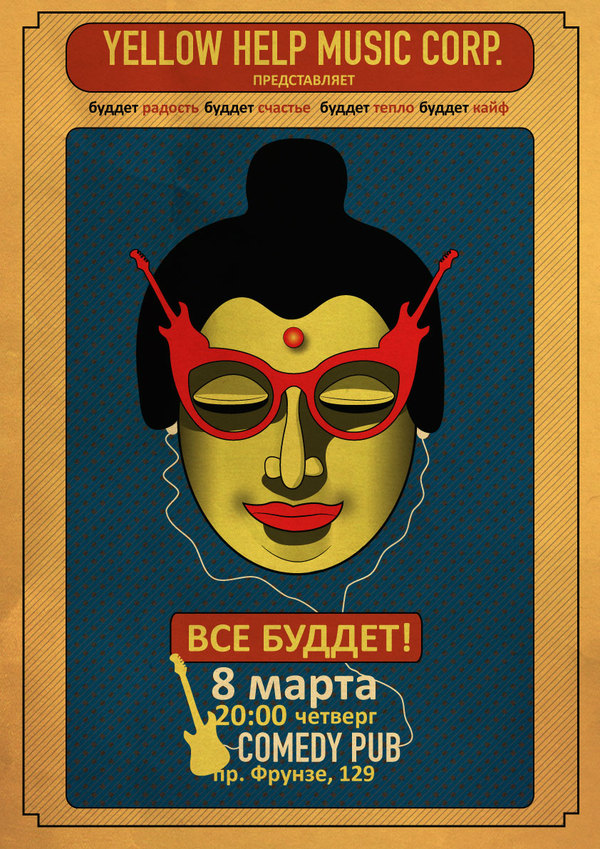 YELLOW HELP MUSIC CORP.
ПРЕДСТАВЛЯЕТ
буддет радость буддет счастье буддет тепло буддет кайф
ВСЕ БУДДЕТ!
8 марта
20:00 четверг
COMEDY PUB
пр. Фрунзе, 129